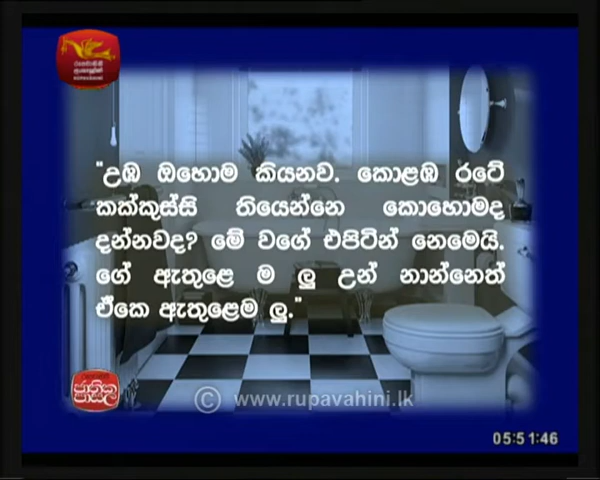 "උඹ ඔහොම කියනව. කොළඹ රටේ
කක්කුස්සි තියෙන්නෙ කොහොමද
දන්නවද? මේ වගේ එපිටින් නෙමෙයි.
ගේ ඇතුළෙ ම ලු උන් නාන්නෙත්
ඒකෙ ඇතුළෙම ලු."
© www.rupavahini.lk
05:51:46